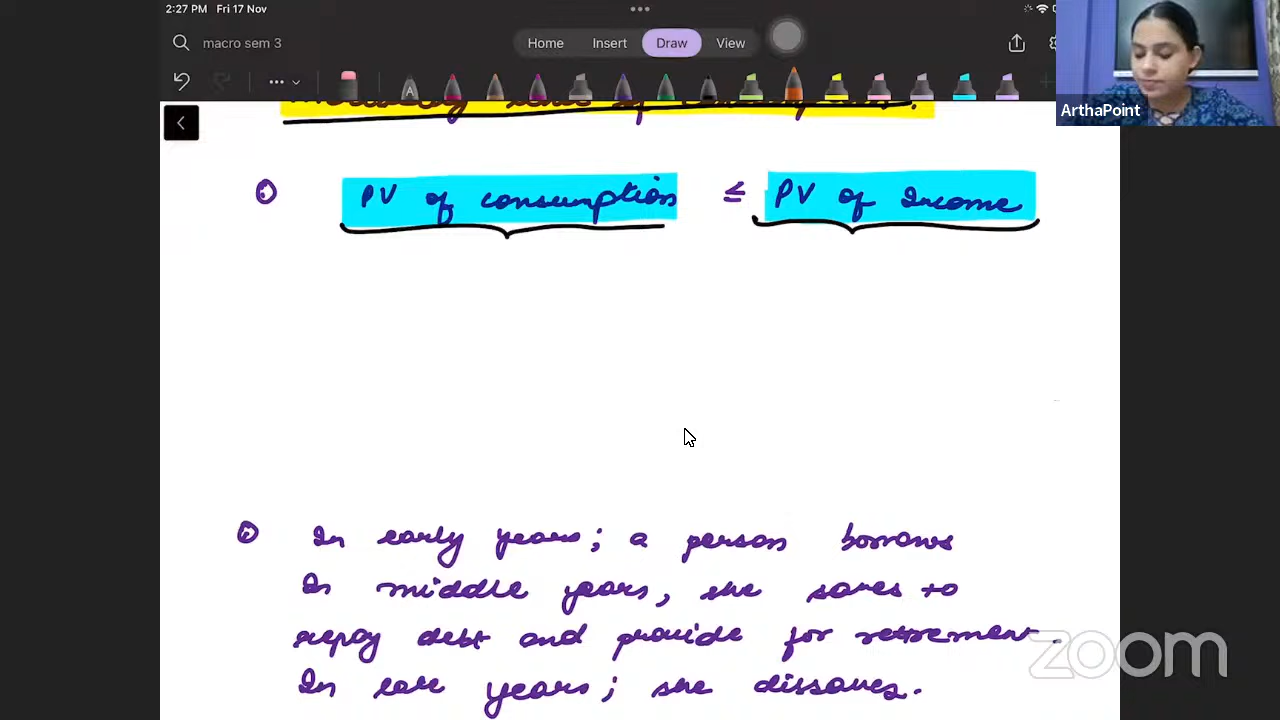 2:27 PM Fri 17 Nov
macro sem 3
Home Insert Draw View
A
ArthaPoint
of
PV of consumption ≤ PV of Income
In early years; a person borrows
In middle years, she saves to
repay debt and provide for retirement.
In late years; she dissaves.
zoom